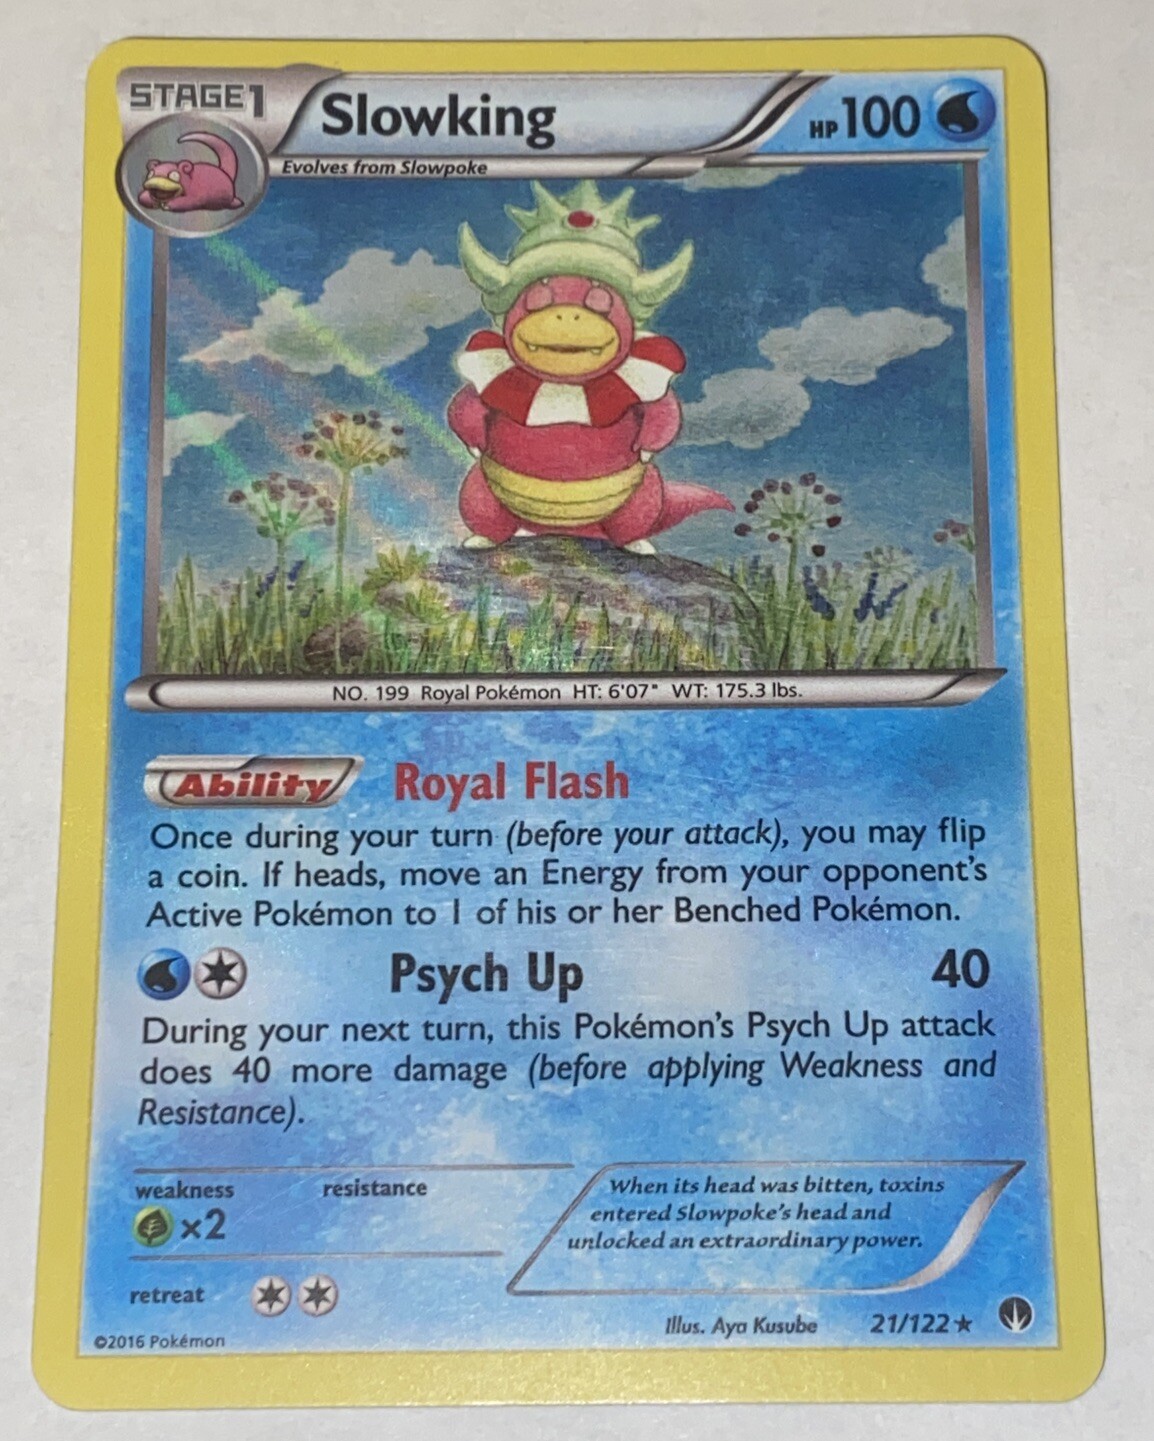 STAGE1
Slowking
HP 100
Evolves from Slowpoke
NO. 199 Royal Pokémon HT: 6'07" WT: 175.3 lbs.
Ability Royal Flash
Once during your turn (before your attack), you may flip
a coin. If heads, move an Energy from your opponent's
Active Pokémon to 1 of his or her Benched Pokémon.
Psych Up 40
During your next turn, this Pokémon's Psych Up attack
does 40 more damage (before applying Weakness and
Resistance).
weakness resistance
×2
When its head was bitten, toxins
entered Slowpoke's head and
unlocked an extraordinary power.
retreat
Illus. Aya Kusube 21/122 ★
©2016 Pokémon